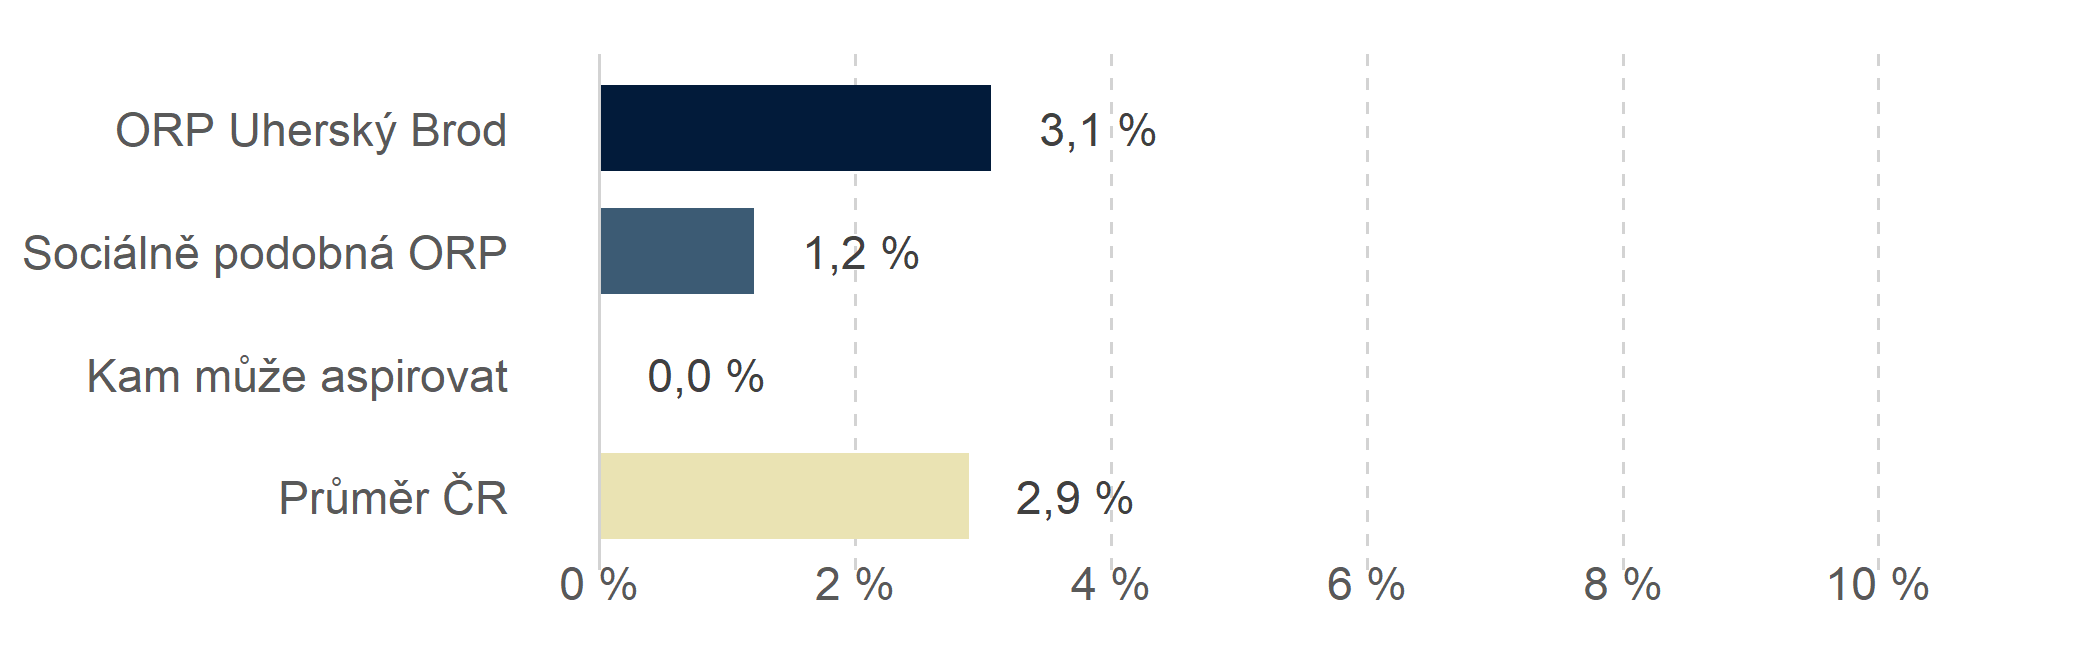 ORP Uherský Brod 3,1 %
Sociálně podobná ORP 1,2 %
Kam může aspirovat 0,0 %
Průměr ČR 2,9 %
0 % 2 % 4 % 6 % 8 % 10 %